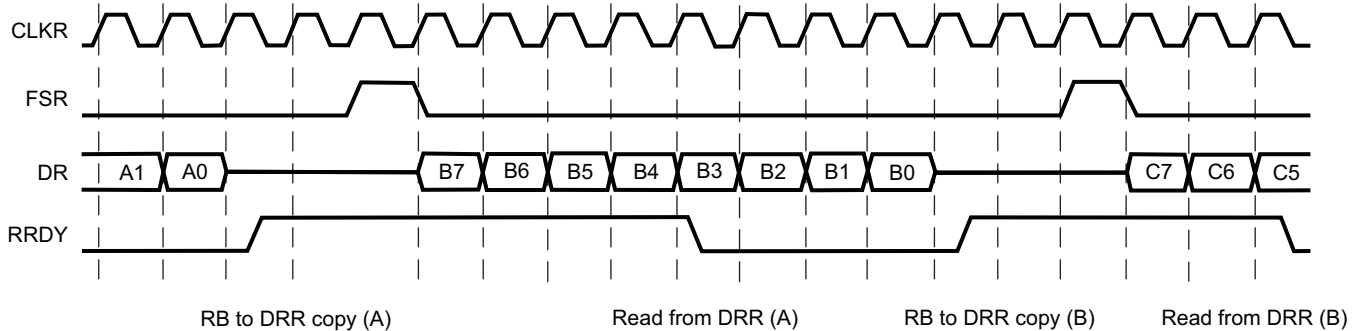 CLKR
FSR
DR A1 A0 B7 B6 B5 B4 B3 B2 B1 B0 C7 C6 C5
RRDY
RB to DRR copy (A) Read from DRR (A) RB to DRR copy (B) Read from DRR (B)